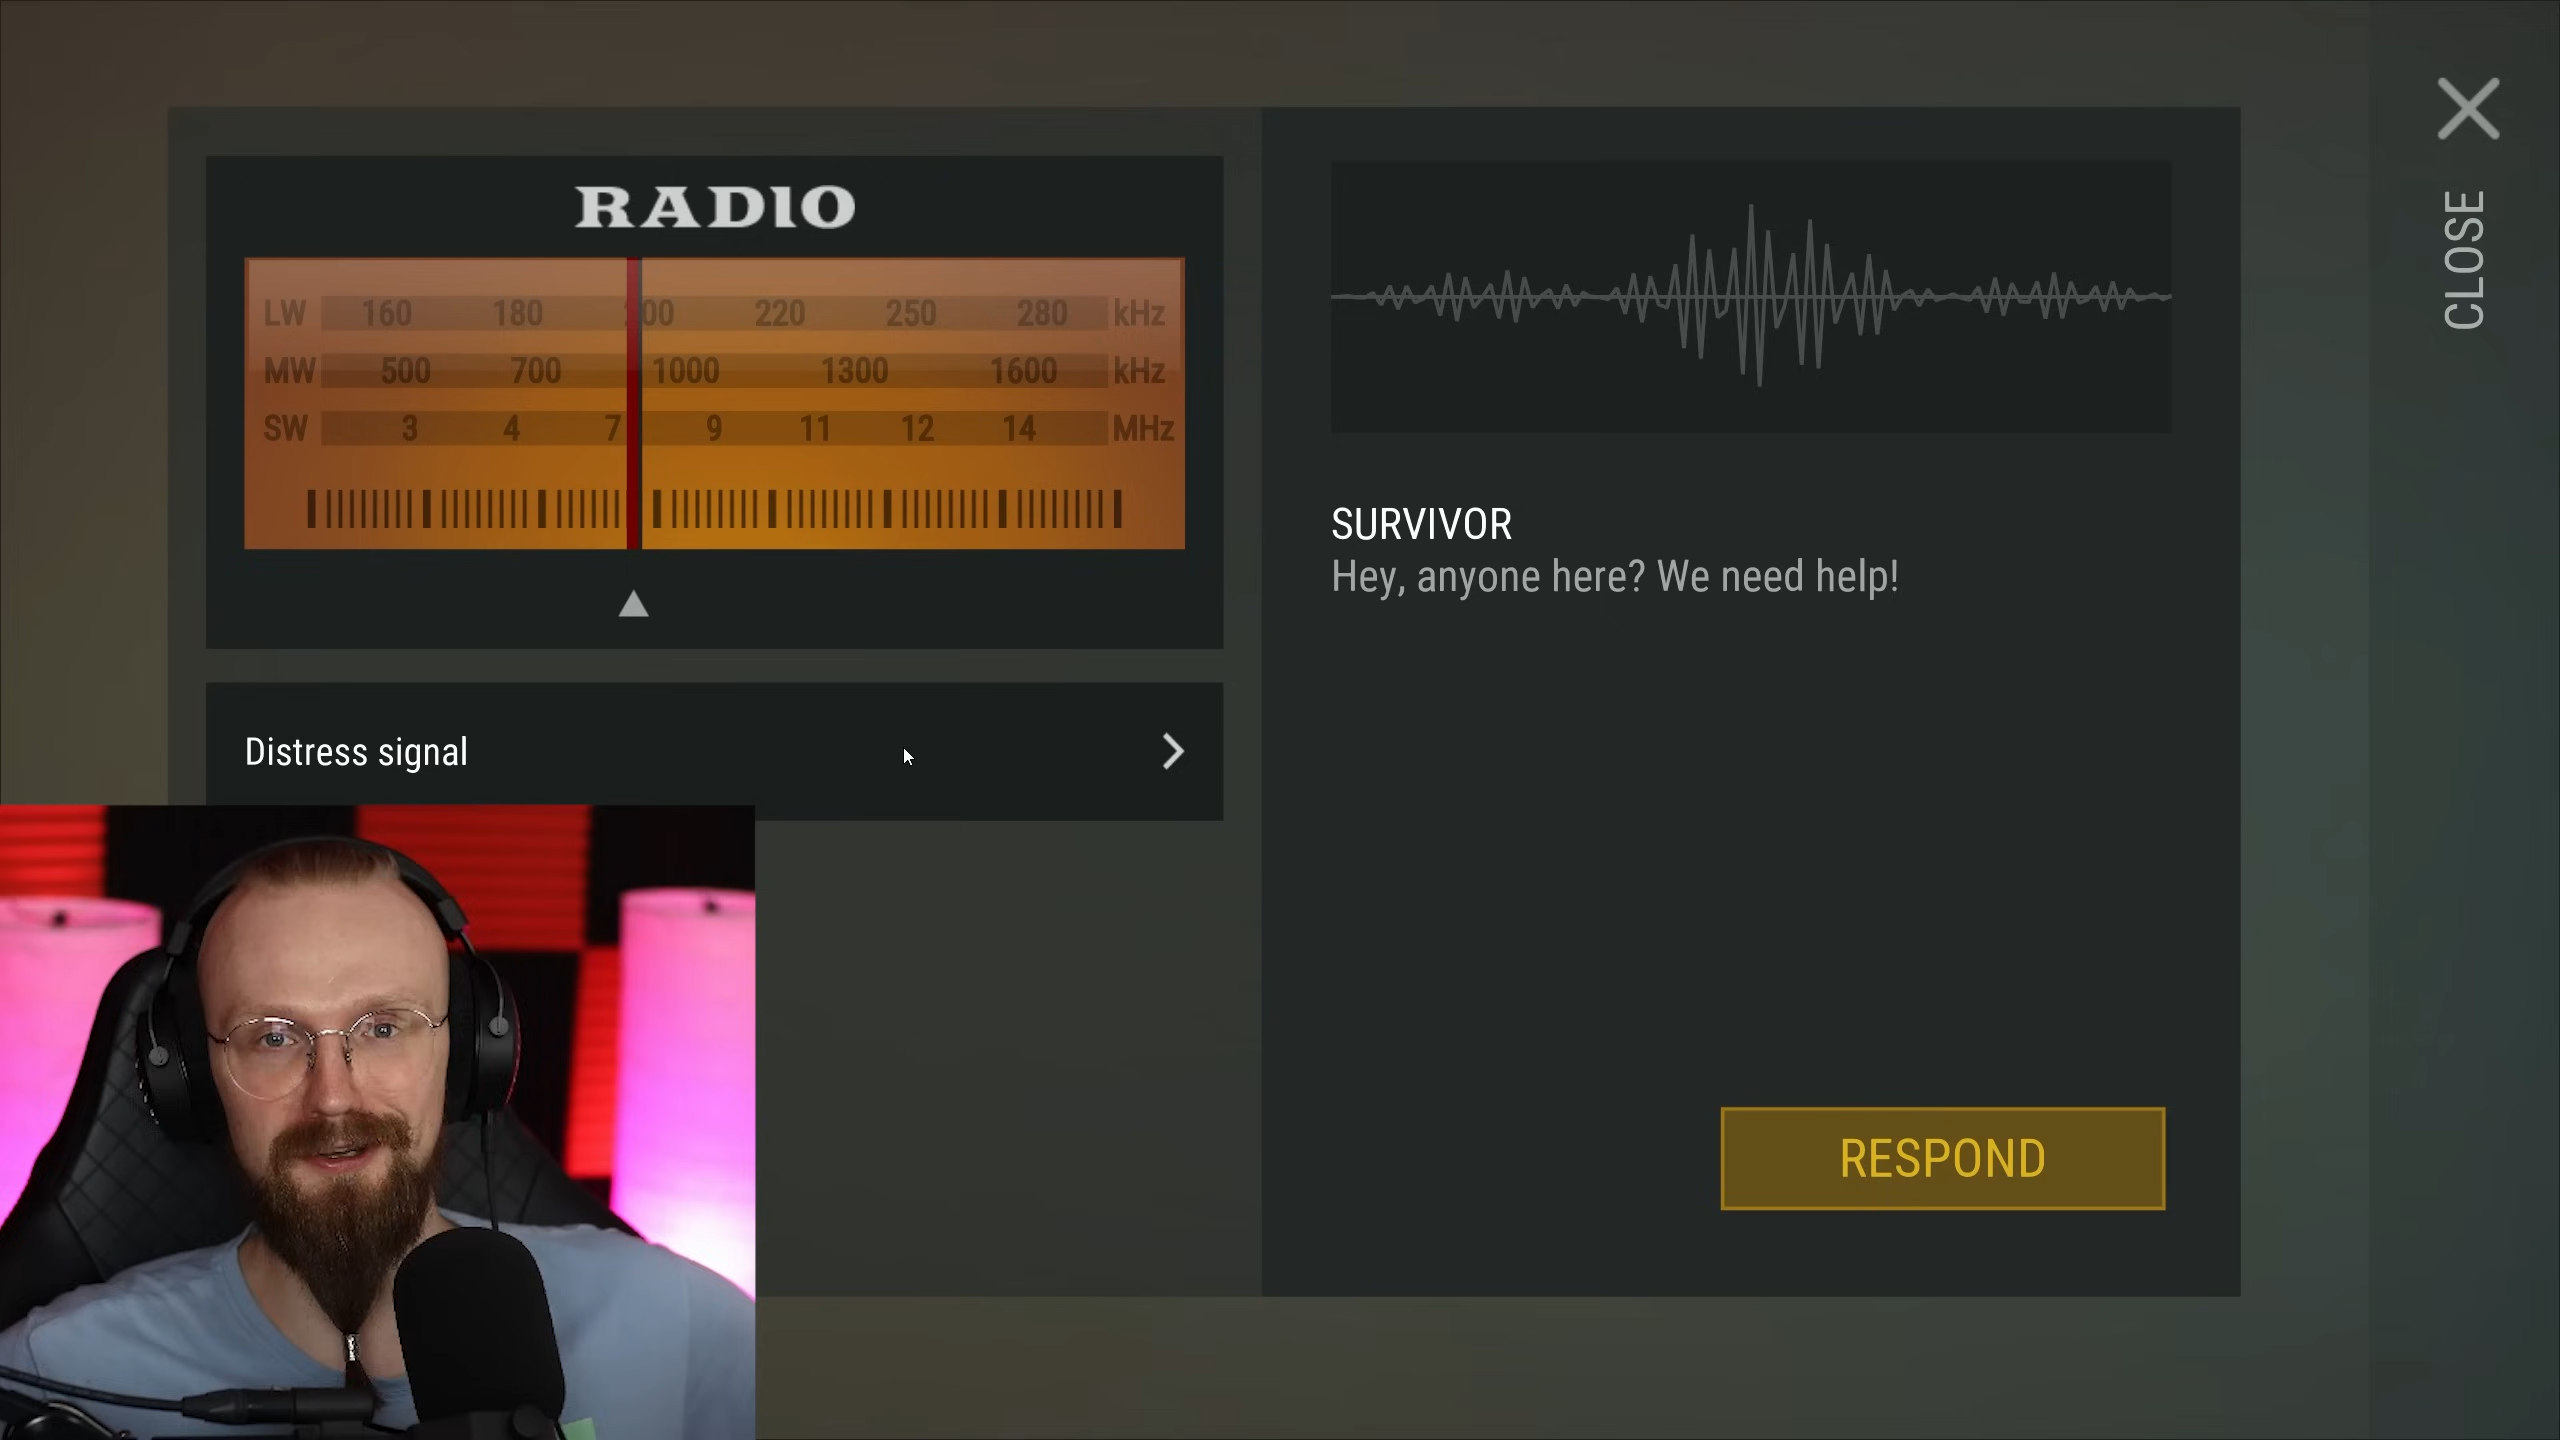 RADIO
LW 160 180 200 220 250 280 kHz
MW 500 700 1000 1300 1600 kHz
SW 3 4 7 9 11 12 14 MHz
Distress signal
SURVIVOR
Hey, anyone here? We need help!
RESPOND
CLOSE